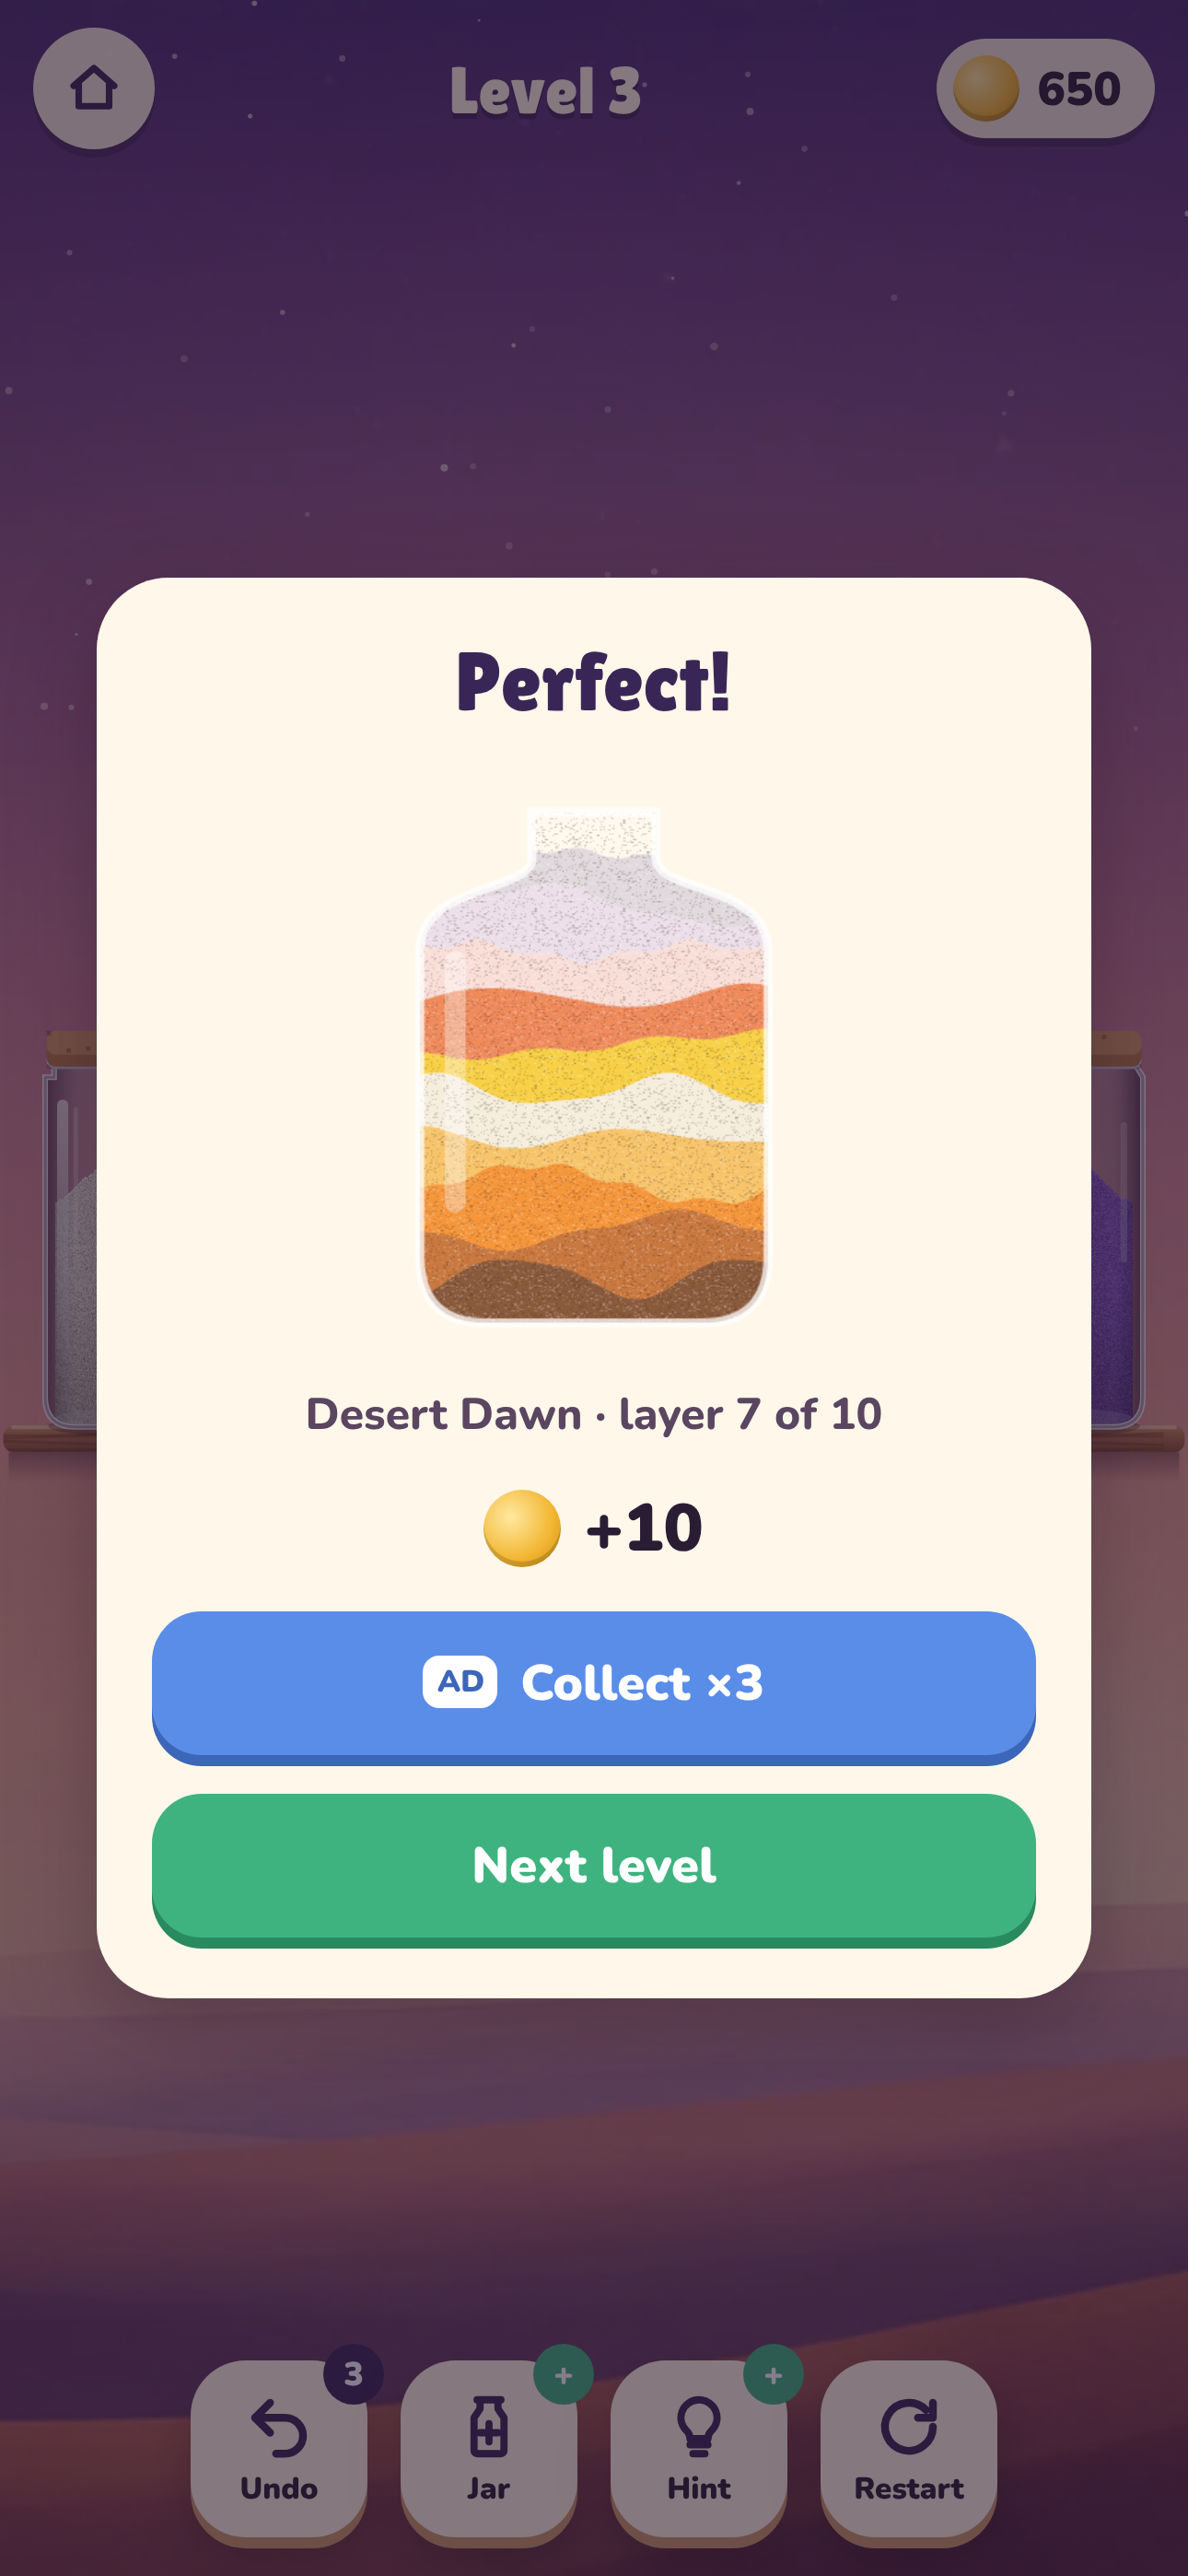 Level 3
650
Perfect!
Desert Dawn · layer 7 of 10
+10
AD Collect ×3
Next level
3
+
+
Undo
Jar
Hint
Restart